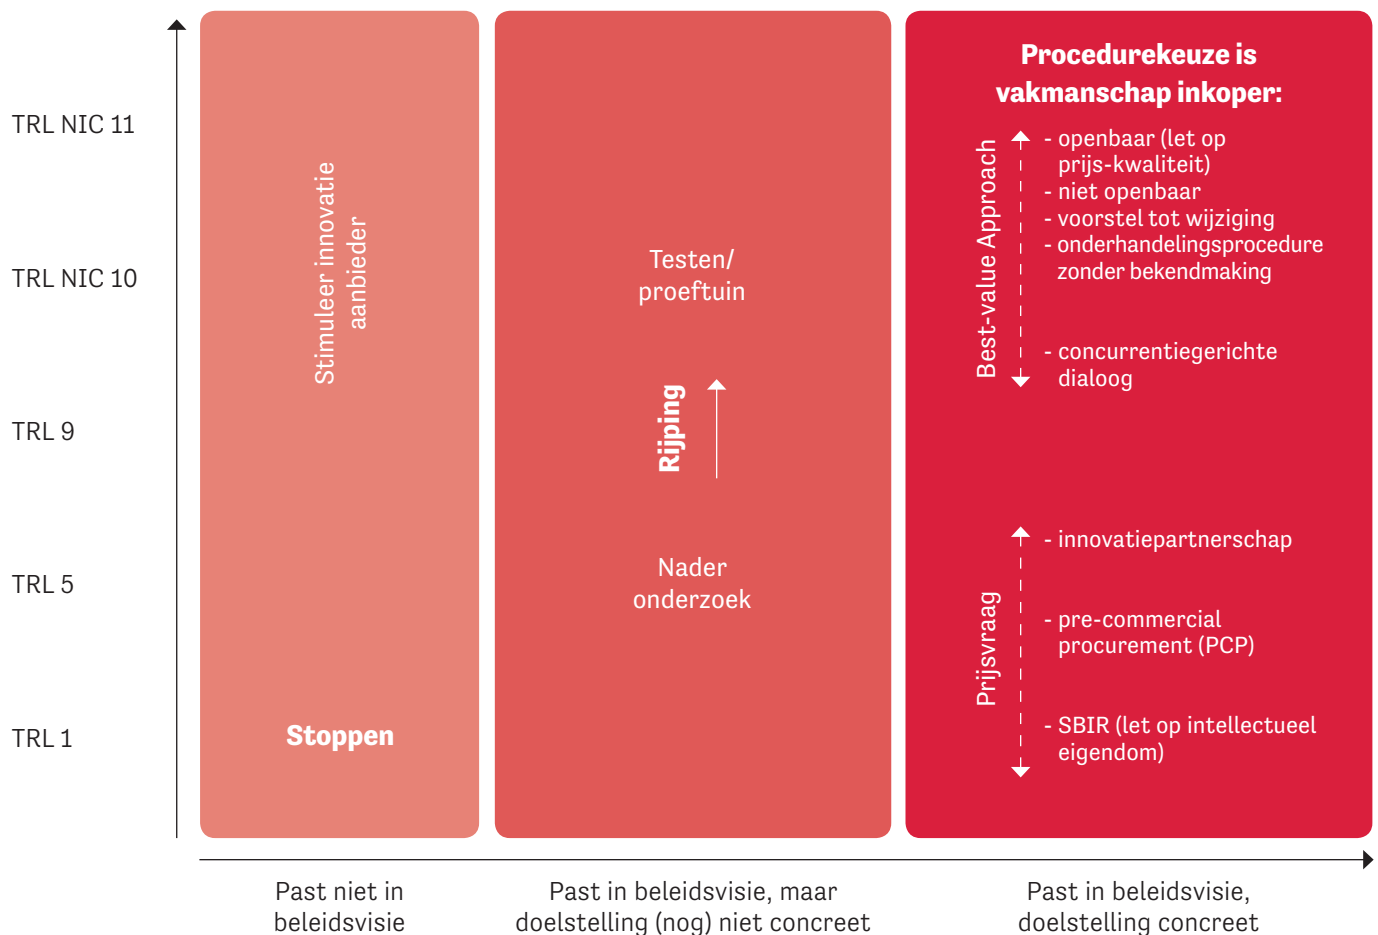 TRL NIC 11
TRL NIC 10
TRL 9
TRL 5
TRL 1
Stimuleer innovatie
aanbieder
Stoppen
Testen/
proeftuin
Rijping
Nader
onderzoek
Procedurekeuze is
vakmanschap inkoper:
Best-value Approach
- openbaar (let op
prijs-kwaliteit)
- niet openbaar
- voorstel tot wijziging
- onderhandelingsprocedure
zonder bekendmaking
- concurrentiegerichte
dialoog
Prijsvraag
- innovatiepartnerschap
- pre-commercial
procurement (PCP)
- SBIR (let op intellectueel
eigendom)
Past niet in
beleidsvisie
Past in beleidsvisie, maar
doelstelling (nog) niet concreet
Past in beleidsvisie,
doelstelling concreet